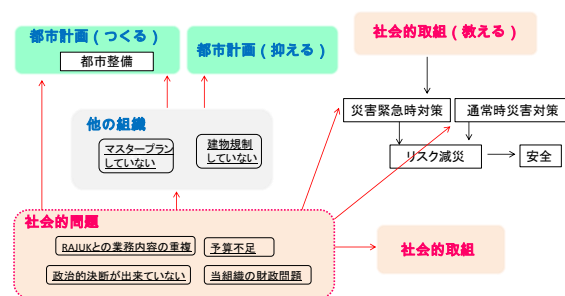 都市計画(つくる)
都市整備
都市計画(抑える)
社会的取組(教える)
災害緊急時対策
通常時災害対策
リスク減災
安全
他の組織
マスタープラン
していない
建物規制
していない
社会的問題
RAJUKとの業務内容の重複
予算不足
政治的決断が出来ていない
当組織の財政問題
社会的取組